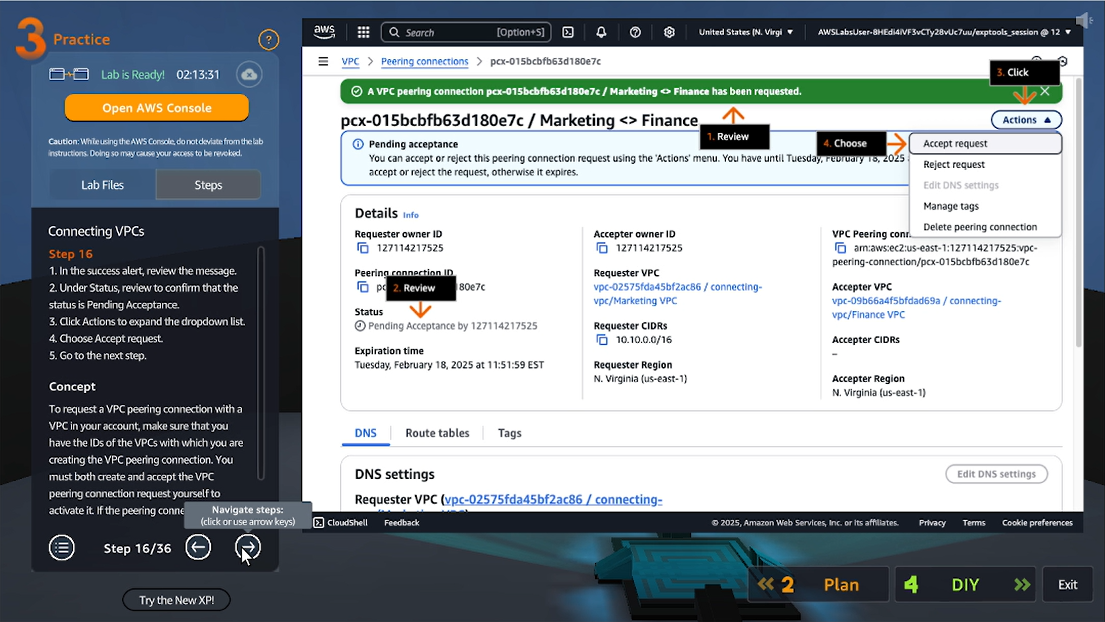 3 Practice
?
Lab is Ready! 02:13:31
Open AWS Console
Caution: While using the AWS Console, do not deviate from the lab
instructions. Doing so may cause your access to be revoked.
Lab Files
Steps
Connecting VPCs
Step 16
1. In the success alert, review the message.
2. Under Status, review to confirm that the
status is Pending Acceptance.
3. Click Actions to expand the dropdown list.
4. Choose Accept request.
5. Go to the next step.
Concept
To request a VPC peering connection with a
VPC in your account, make sure that you
have the IDs of the VPCs with which you are
creating the VPC peering connection. You
must both create and accept the VPC
peering connection request yourself to
activate it. If the peering conne
Navigate steps:
(click or use arrow keys)
Step 16/36
Try the New XP!
aws
Search [Option+S]
United States (N. Virgi
AWSLabsUser-8HEdi4iVF3vCTy28vUc7uu/exptools_session @ 12
VPC > Peering connections > pcx-015bcbfb63d180e7c
3. Click
A VPC peering connection pcx-015bcbfb63d180e7c / Marketing <> Finance has been requested.
pcx-015bcbfb63d180e7c / Marketing <> Finance
Actions
1. Review
4. Choose
Accept request
Reject request
Edit DNS settings
Manage tags
Delete peering connection
Pending acceptance
You can accept or reject this peering connection request using the 'Actions' menu. You have until Tuesday, February 18, 2025 a
accept or reject the request, otherwise it expires.
Details Info
Requester owner ID
127114217525
Peering connection ID
pc
e7c
2. Review
Status
Pending Acceptance by 127114217525
Expiration time
Tuesday, February 18, 2025 at 11:51:59 EST
Accepter owner ID
127114217525
Requester VPC
vpc-02575fda45bf2ac86 / connecting-
vpc/Marketing VPC
Requester CIDRs
10.10.0.0/16
Requester Region
N. Virginia (us-east-1)
VPC Peering conn
arn:aws:ec2:us-east-1:127114217525:vpc-
peering-connection/pcx-015bcbfb63d180e7c
Accepter VPC
vpc-09b66a4f5bfdad69a / connecting-
vpc/Finance VPC
Accepter CIDRs
–
Accepter Region
N. Virginia (us-east-1)
DNS
Route tables
Tags
DNS settings
Edit DNS settings
Requester VPC (vpc-02575fda45bf2ac86 / connecting-
CloudShell
Feedback
© 2025, Amazon Web Services, Inc. or its affiliates.
Privacy
Terms
Cookie preferences
2 Plan
4 DIY
Exit